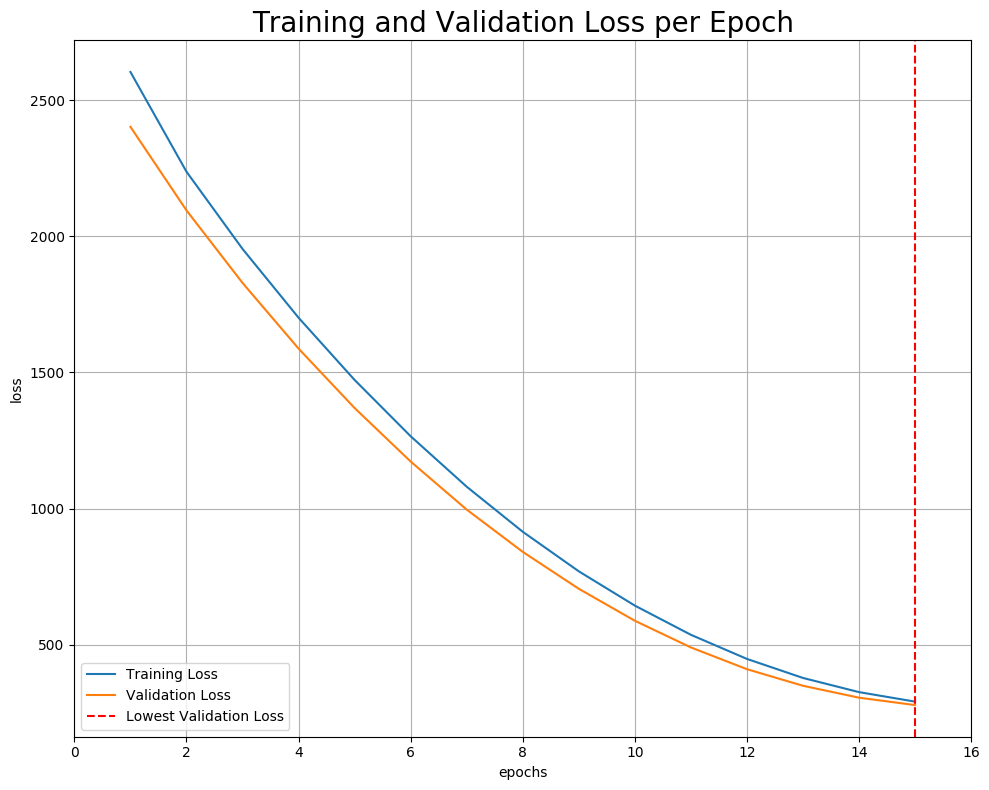 Training and Validation Loss per Epoch
2500
2000
1500
1000
500
loss
Training Loss
Validation Loss
Lowest Validation Loss
0 2 4 6 8 10 12 14 16
epochs